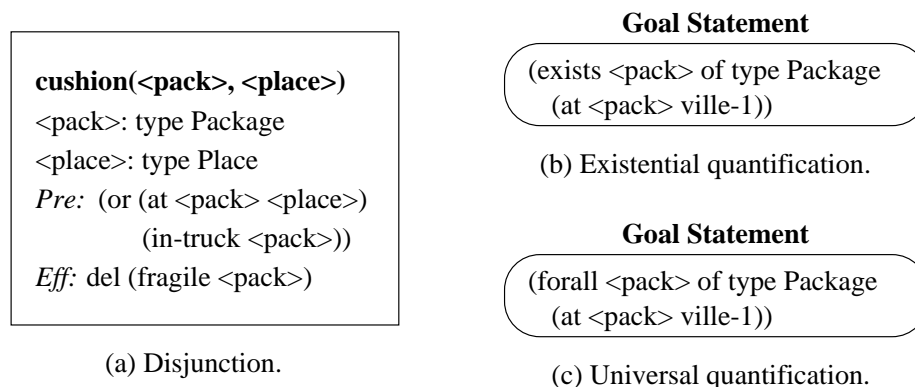 cushion(<pack>, <place>)
<pack>: type Package
<place>: type Place
Pre: (or (at <pack> <place>)
(in-truck <pack>))
Eff: del (fragile <pack>)
(a) Disjunction.
Goal Statement
(exists <pack> of type Package
(at <pack> ville-1))
(b) Existential quantification.
Goal Statement
(forall <pack> of type Package
(at <pack> ville-1))
(c) Universal quantification.